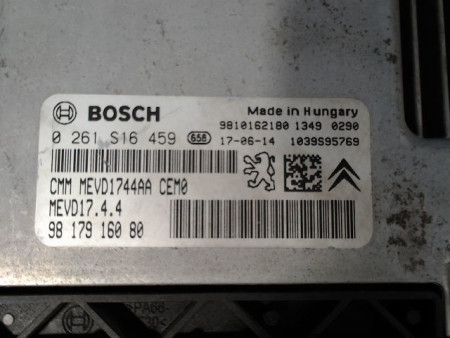 BOSCH
Made in Hungary
9810162180 1349 0290
0 261 S16 459 658
17-06-14 1039S95769
CMM MEVD1744AA CEM0
MEVD17.4.4
98 179 160 80